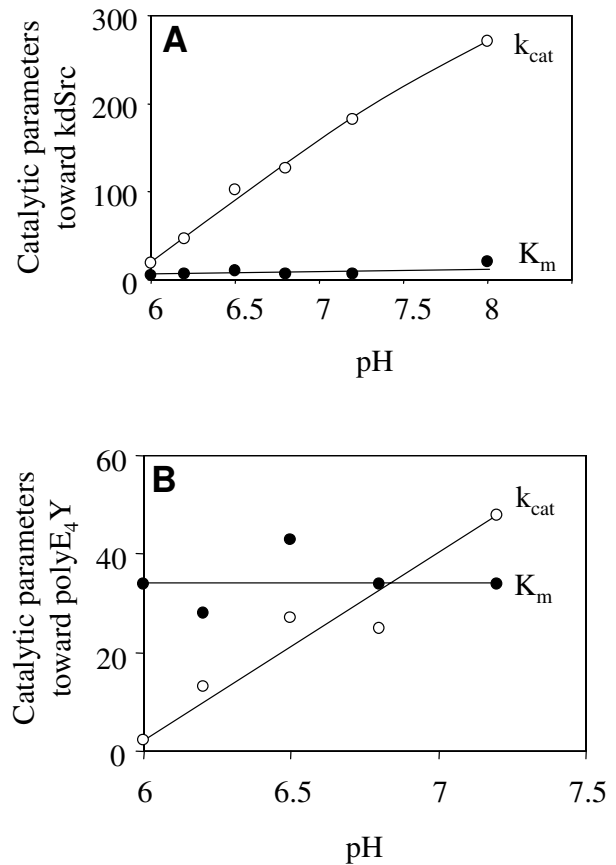 A
Catalytic parameters
toward kdSrc
300
200
100
0
k_cat
K_m
6
6.5
7
7.5
8
pH
B
Catalytic parameters
toward polyE₄Y
60
40
20
0
k_cat
K_m
6
6.5
7
7.5
pH